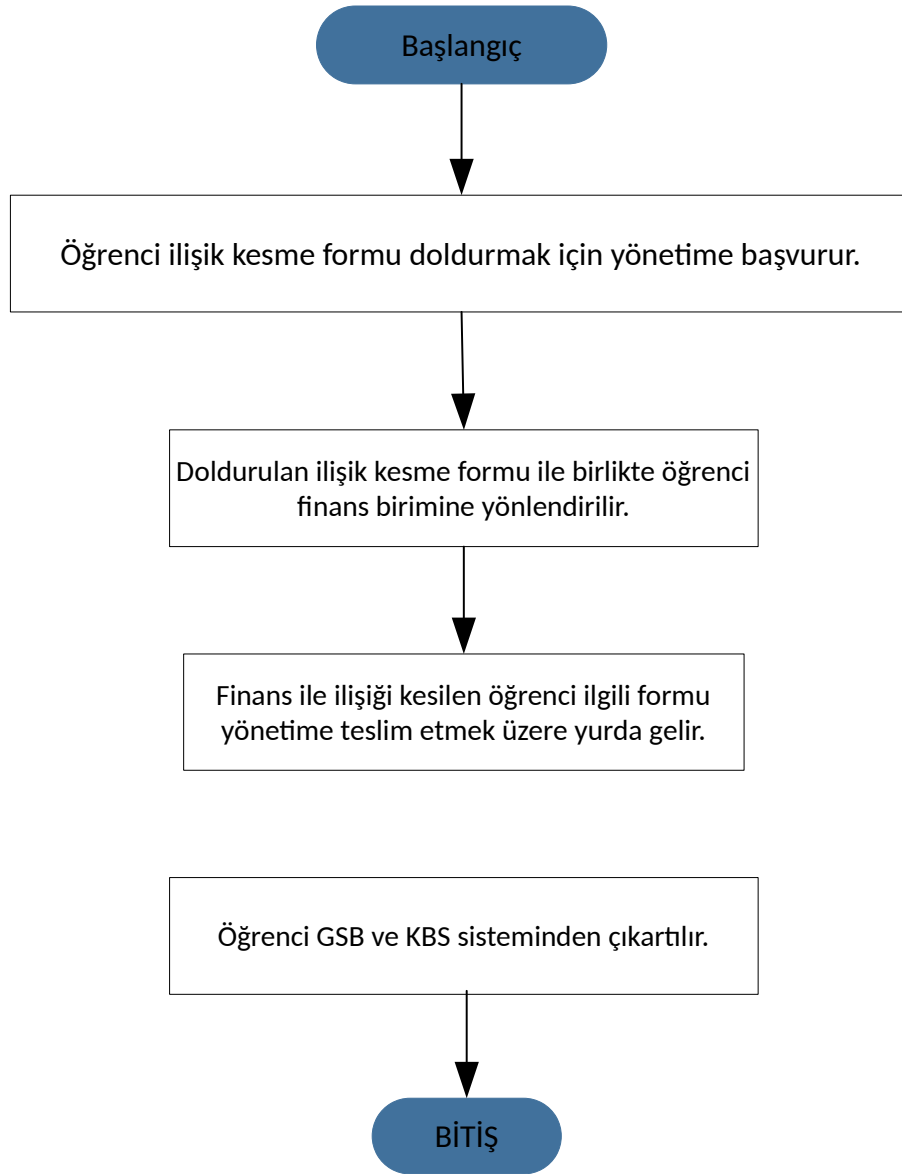 Başlangıç
Öğrenci ilişik kesme formu doldurmak için yönetime başvurur.
Doldurulan ilişik kesme formu ile birlikte öğrenci
finans birimine yönlendirilir.
Finans ile ilişiği kesilen öğrenci ilgili formu
yönetime teslim etmek üzere yurda gelir.
Öğrenci GSB ve KBS sisteminden çıkartılır.
BİTİŞ